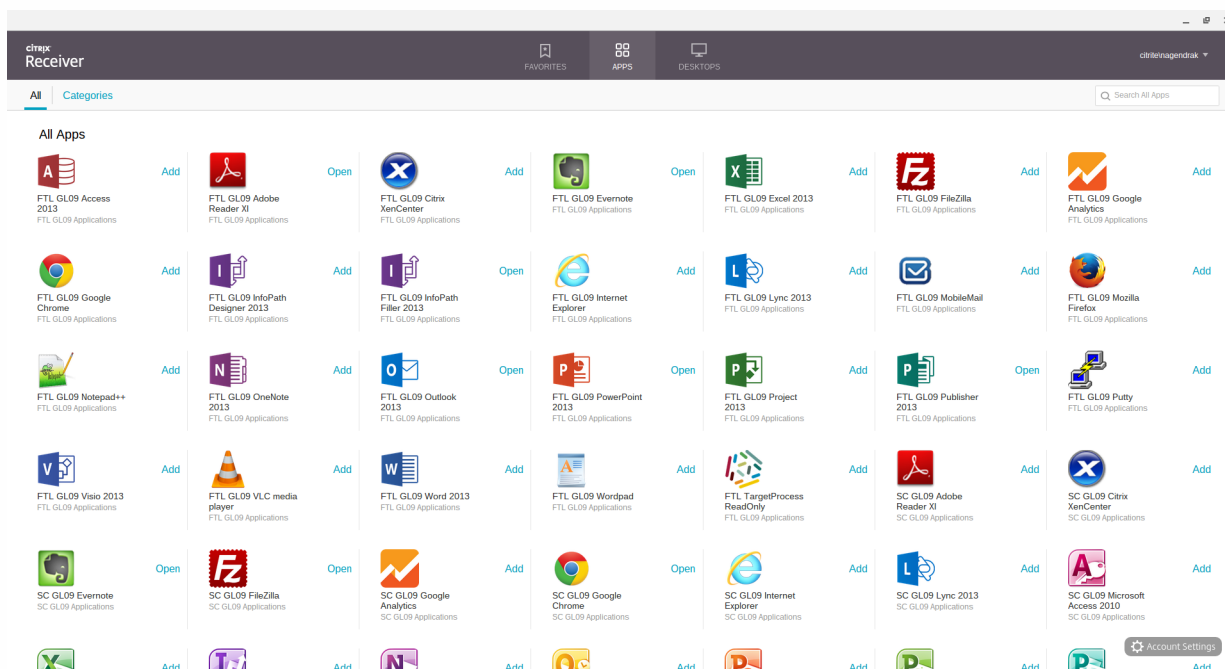 citrix
Receiver
FAVORITES
APPS
DESKTOPS
citrite\nagendrak
All
Categories
Search All Apps
All Apps
Add
Open
Add
Open
Add
Add
Add
FTL GL09 Access
2013
FTL GL09 Applications
FTL GL09 Adobe
Reader XI
FTL GL09 Applications
FTL GL09 Citrix
XenCenter
FTL GL09 Applications
FTL GL09 Evernote
FTL GL09 Applications
FTL GL09 Excel 2013
FTL GL09 Applications
FTL GL09 FileZilla
FTL GL09 Applications
FTL GL09 Google
Analytics
FTL GL09 Applications
Add
Add
Open
Add
Add
Add
Add
FTL GL09 Google
Chrome
FTL GL09 Applications
FTL GL09 InfoPath
Designer 2013
FTL GL09 Applications
FTL GL09 InfoPath
Filler 2013
FTL GL09 Applications
FTL GL09 Internet
Explorer
FTL GL09 Applications
FTL GL09 Lync 2013
FTL GL09 Applications
FTL GL09 MobileMail
FTL GL09 Applications
FTL GL09 Mozilla
Firefox
FTL GL09 Applications
Add
Add
Open
Open
Add
Open
Add
FTL GL09 Notepad++
FTL GL09 Applications
FTL GL09 OneNote
2013
FTL GL09 Applications
FTL GL09 Outlook
2013
FTL GL09 Applications
FTL GL09 PowerPoint
2013
FTL GL09 Applications
FTL GL09 Project
2013
FTL GL09 Applications
FTL GL09 Publisher
2013
FTL GL09 Applications
FTL GL09 Putty
FTL GL09 Applications
Add
Add
Add
Add
Add
Add
Add
FTL GL09 Visio 2013
FTL GL09 Applications
FTL GL09 VLC media
player
FTL GL09 Applications
FTL GL09 Word 2013
FTL GL09 Applications
FTL GL09 Wordpad
FTL GL09 Applications
FTL TargetProcess
ReadOnly
FTL GL09 Applications
SC GL09 Adobe
Reader XI
SC GL09 Applications
SC GL09 Citrix
XenCenter
SC GL09 Applications
Open
Open
Add
Open
Add
Add
Add
SC GL09 Evernote
SC GL09 Applications
SC GL09 FileZilla
SC GL09 Applications
SC GL09 Google
Analytics
SC GL09 Applications
SC GL09 Google
Chrome
SC GL09 Applications
SC GL09 Internet
Explorer
SC GL09 Applications
SC GL09 Lync 2013
SC GL09 Applications
SC GL09 Microsoft
Access 2010
SC GL09 Applications
Account Settings
Add
Add
Add
Add
Add
Add
Add